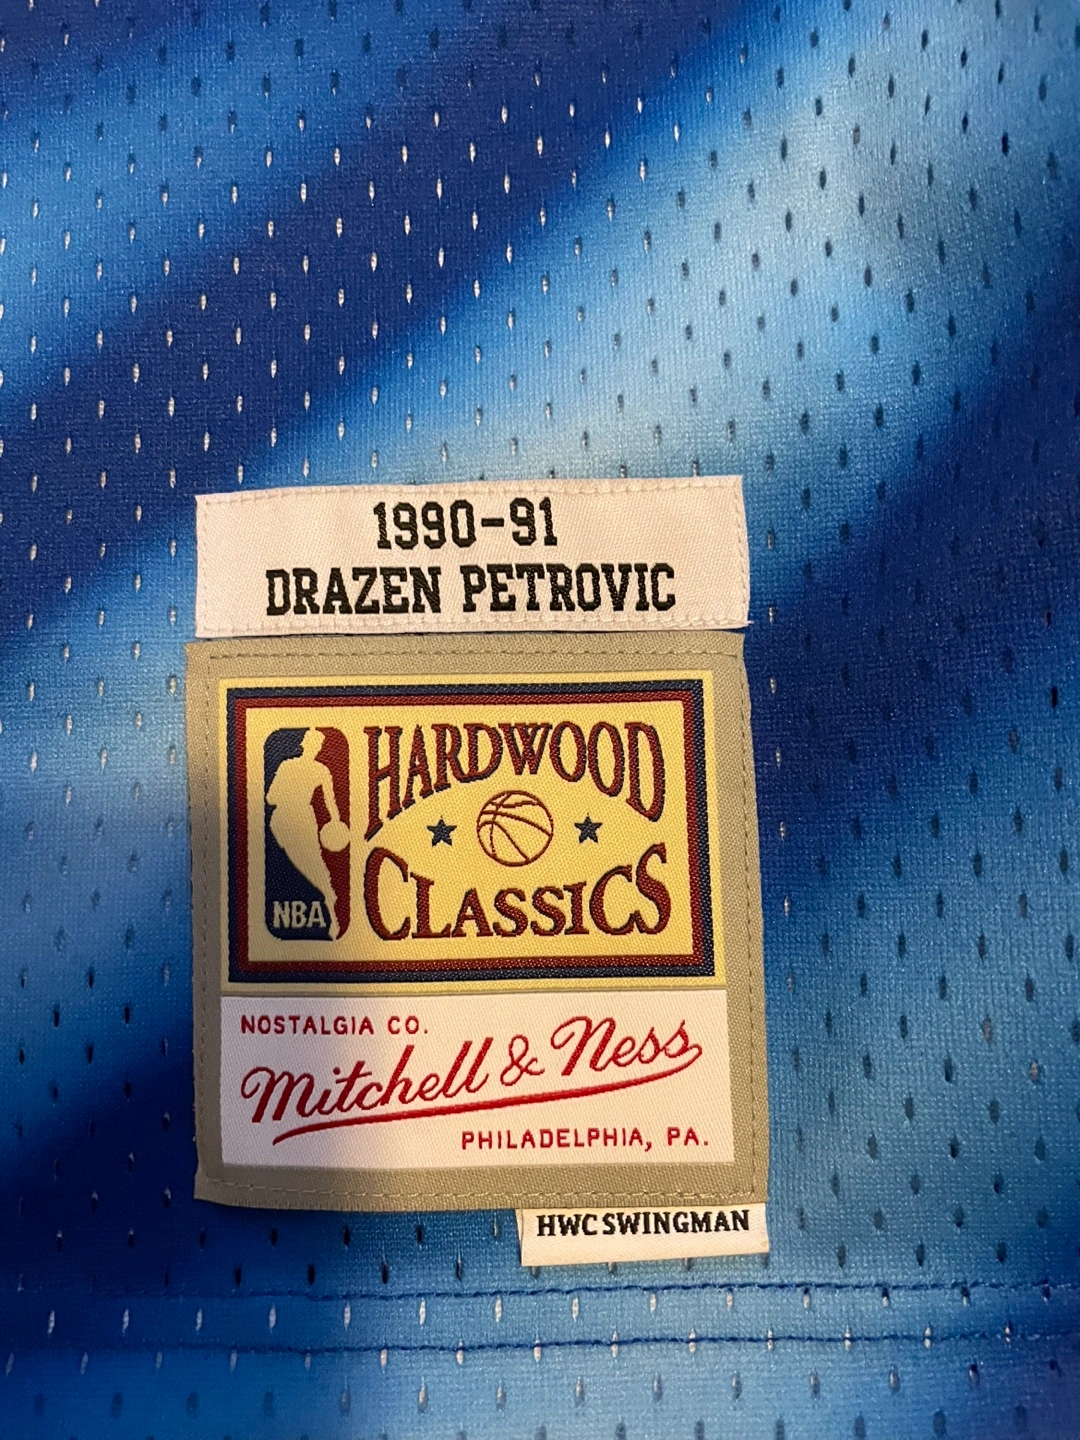 1990-91
DRAZEN PETROVIC
HARDWOOD
CLASSICS
NBA
NOSTALGIA CO.
Mitchell & Ness
PHILADELPHIA, PA.
HWC SWINGMAN